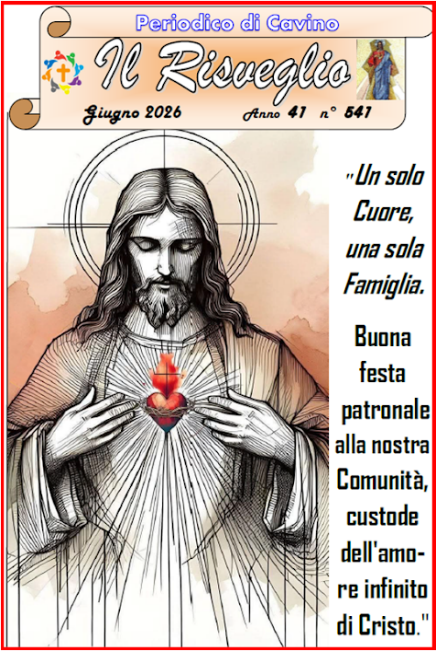 Periodico di Cavino
Il Risveglio
Giugno 2026 Anno 41 n° 541
"Un solo
Cuore,
una sola
Famiglia.
Buona
festa
patronale
alla nostra
Comunità,
custode
dell'amo-
re infinito
di Cristo."